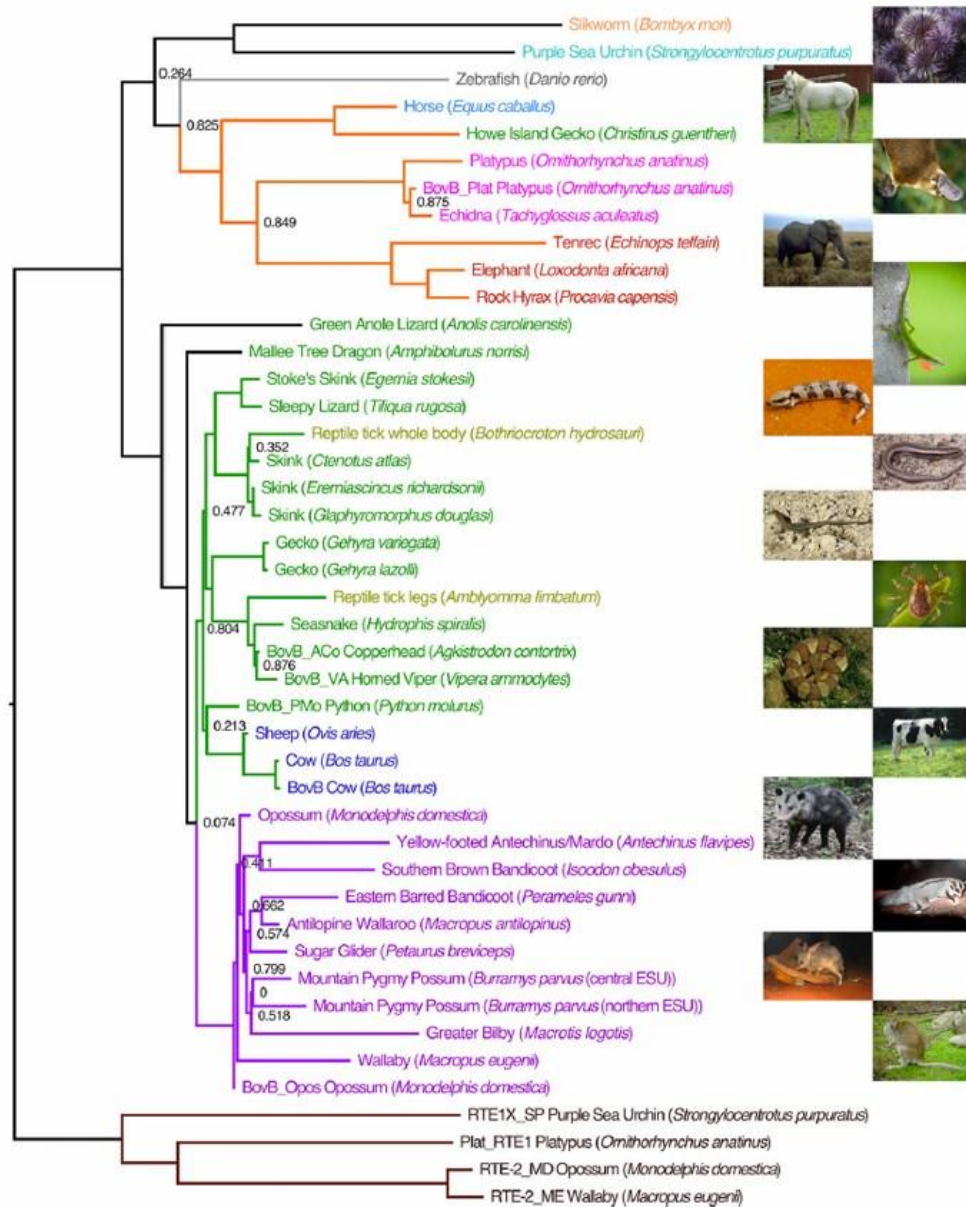 Silkworm (Bombyx mori)
Purple Sea Urchin (Strongylocentrotus purpuratus)
0.264
Zebrafish (Danio rerio)
Horse (Equus caballus)
0.825
Howe Island Gecko (Christinus guentheri)
Platypus (Ornithorhynchus anatinus)
BovB_Plat Platypus (Ornithorhynchus anatinus)
0.875
Echidna (Tachyglossus aculeatus)
0.849
Tenrec (Echinops telfairi)
Elephant (Loxodonta africana)
Rock Hyrax (Procavia capensis)
Green Anole Lizard (Anolis carolinensis)
Mallee Tree Dragon (Amphibolurus norrisi)
Stoke's Skink (Egernia stokesii)
Sleepy Lizard (Tiliqua rugosa)
Reptile tick whole body (Bothriocroton hydrosauri)
0.352
Skink (Ctenotus atlas)
Skink (Eremiascincus richardsonii)
0.477
Skink (Glaphyromorphus douglasi)
Gecko (Gehyra variegata)
Gecko (Gehyra lazolli)
Reptile tick legs (Amblyomma limbatum)
0.804
Seasnake (Hydrophis spiralis)
BovB_ACo Copperhead (Agkistrodon contortrix)
0.876
BovB_VA Horned Viper (Vipera ammodytes)
BovB_PMo Python (Python molurus)
0.213
Sheep (Ovis aries)
Cow (Bos taurus)
BovB Cow (Bos taurus)
Opossum (Monodelphis domestica)
0.074
Yellow-footed Antechinus/Mardo (Antechinus flavipes)
0.411
Southern Brown Bandicoot (Isoodon obesulus)
Eastern Barred Bandicoot (Perameles gunni)
0.662
Antilopine Wallaroo (Macropus antilopinus)
0.574
Sugar Glider (Petaurus breviceps)
0.799
Mountain Pygmy Possum (Burramys parvus (central ESU))
0
Mountain Pygmy Possum (Burramys parvus (northern ESU))
0.518
Greater Bilby (Macrotis logotis)
Wallaby (Macropus eugenii)
BovB_Opos Opossum (Monodelphis domestica)
RTE1X_SP Purple Sea Urchin (Strongylocentrotus purpuratus)
Plat_RTE1 Platypus (Ornithorhynchus anatinus)
RTE-2_MD Opossum (Monodelphis domestica)
RTE-2_ME Wallaby (Macropus eugenii)